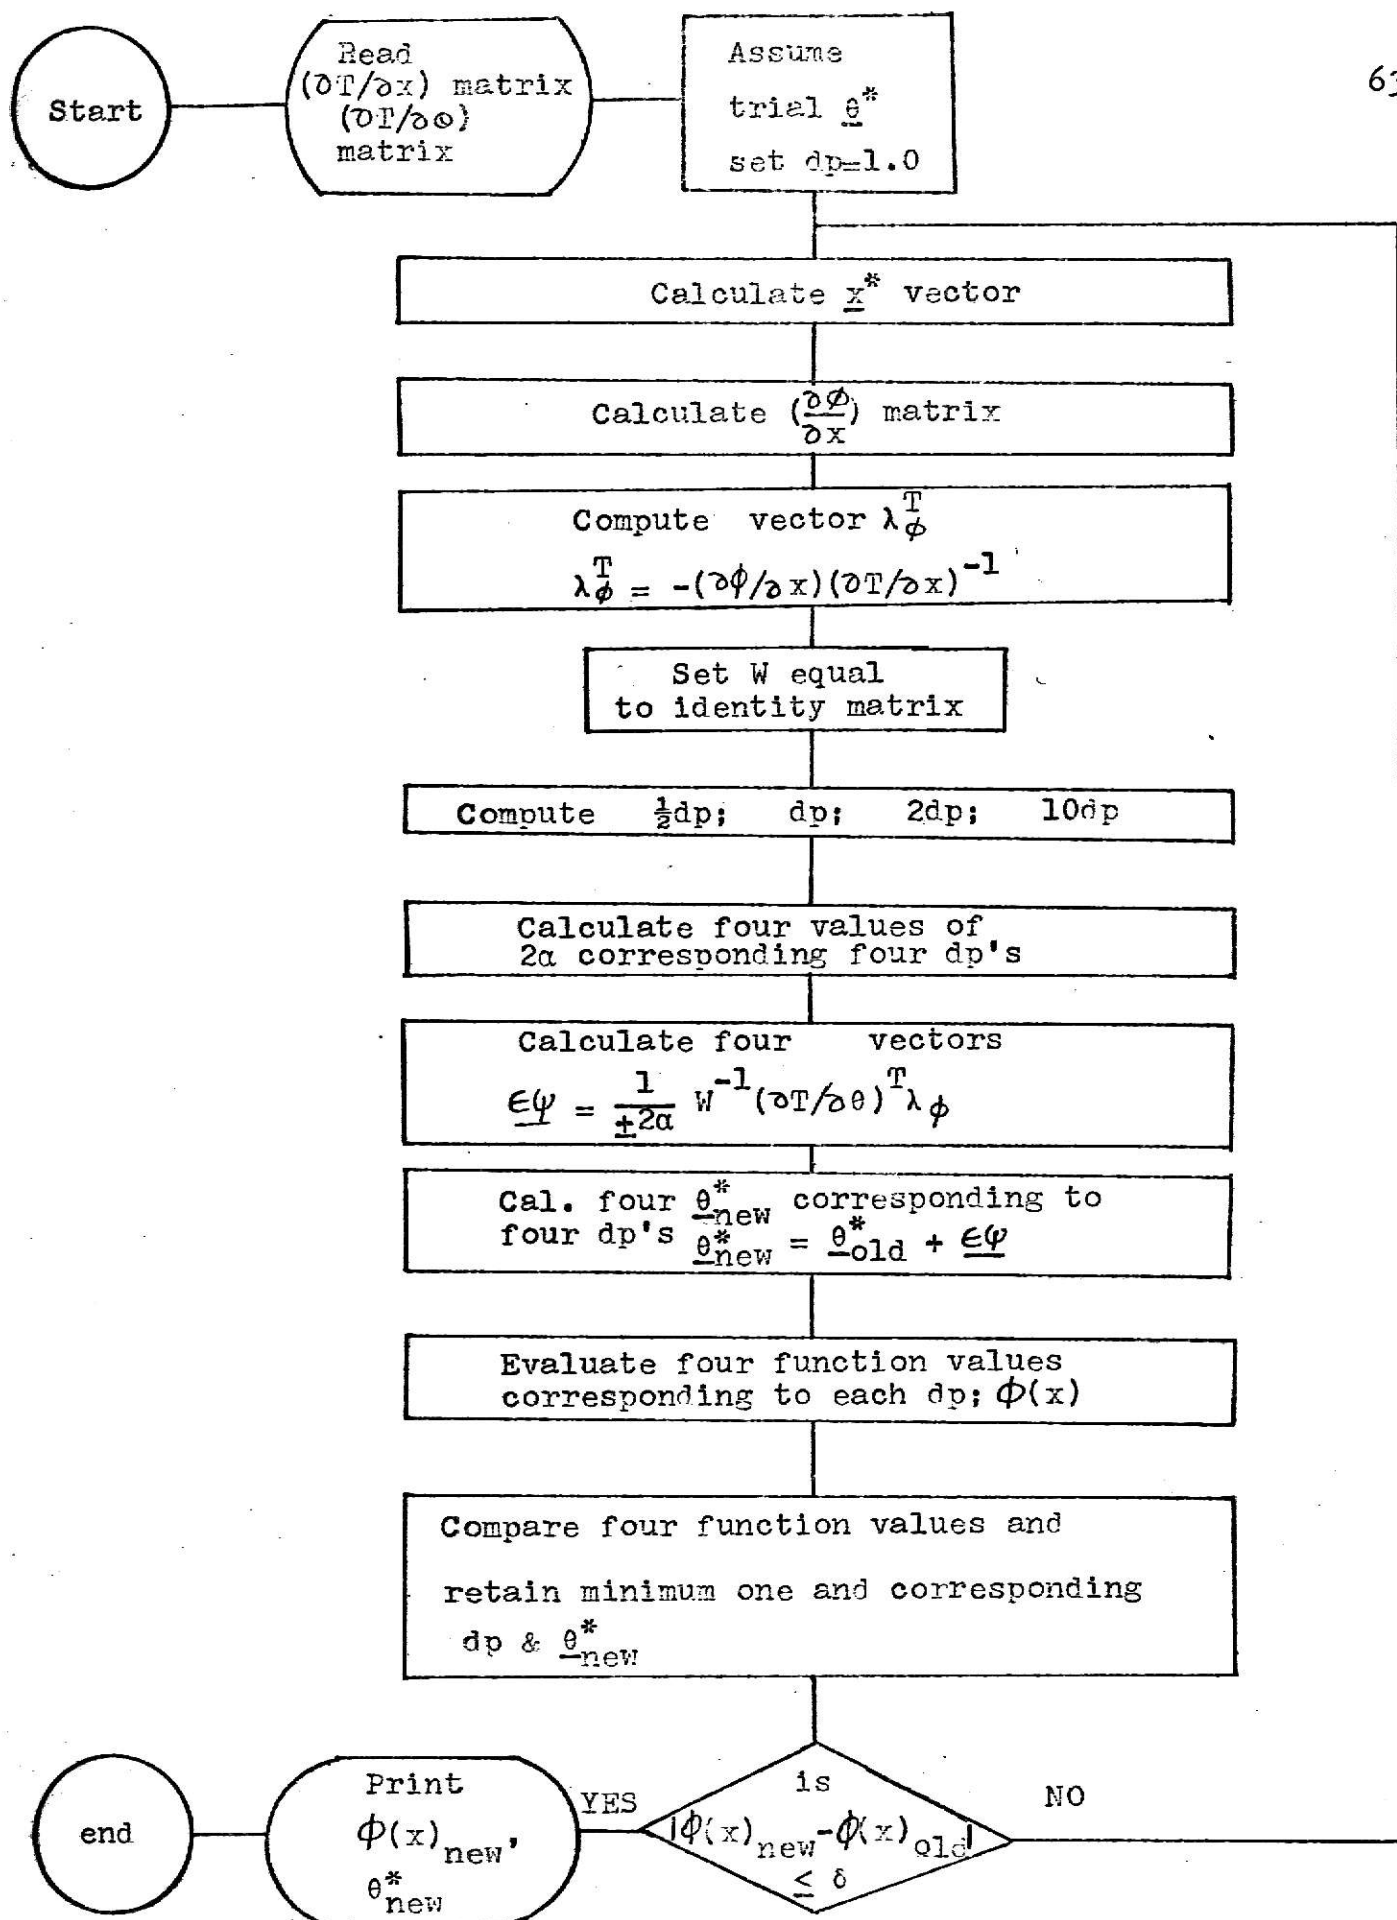 63
Start
Read
(∂T/∂x) matrix
(∂T/∂θ)
matrix
Assume
trial θ*
set dp=1.0
Calculate x* vector
Calculate (∂ϕ/∂x) matrix
Compute vector λϕ^T
λϕ^T = -(∂ϕ/∂x)(∂T/∂x)^-1
Set W equal
to identity matrix
Compute ½dp; dp; 2dp; 10dp
Calculate four values of
2α corresponding four dp's
Calculate four vectors
εψ = 1/±2α W^-1 (∂T/∂θ)^T λϕ
Cal. four θ*new corresponding to
four dp's θ*new = θ*old + εψ
Evaluate four function values
corresponding to each dp; ϕ(x)
Compare four function values and
retain minimum one and corresponding
dp & θ*new
is
|ϕ(x)new-ϕ(x)old|
≤ δ
NO
YES
Print
ϕ(x)new,
θ*new
end